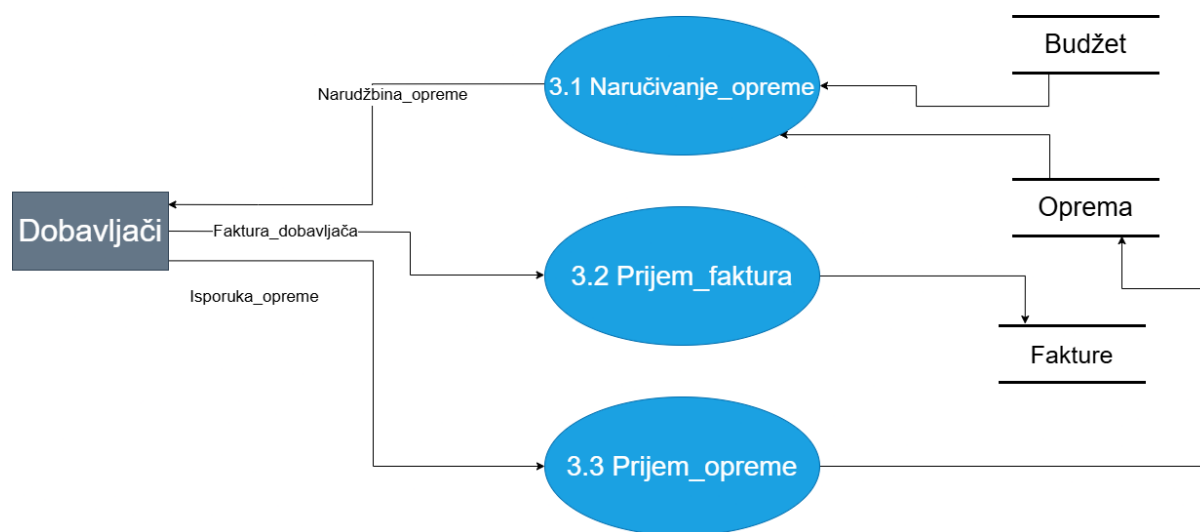 Budžet
3.1 Naručivanje_opreme
Narudžbina_opreme
Oprema
Dobavljači
Faktura_dobavljača
3.2 Prijem_faktura
Isporuka_opreme
Fakture
3.3 Prijem_opreme